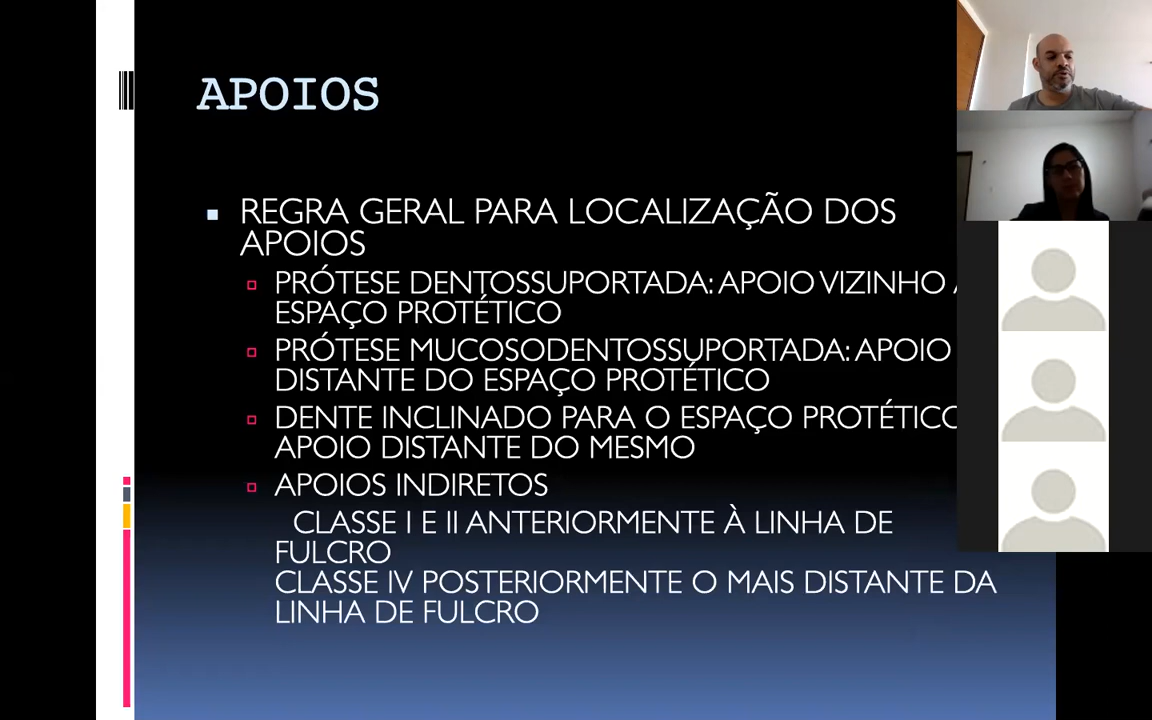 APOIOS
REGRA GERAL PARA LOCALIZAÇÃO DOS
APOIOS
PRÓTESE DENTOSSUPORTADA: APOIO VIZINHO
ESPAÇO PROTÉTICO
PRÓTESE MUCOSODENTOSSUPORTADA: APOIO
DISTANTE DO ESPAÇO PROTÉTICO
DENTE INCLINADO PARA O ESPAÇO PROTÉTICO
APOIO DISTANTE DO MESMO
APOIOS INDIRETOS
CLASSE I E II ANTERIORMENTE À LINHA DE
FULCRO
CLASSE IV POSTERIORMENTE O MAIS DISTANTE DA
LINHA DE FULCRO